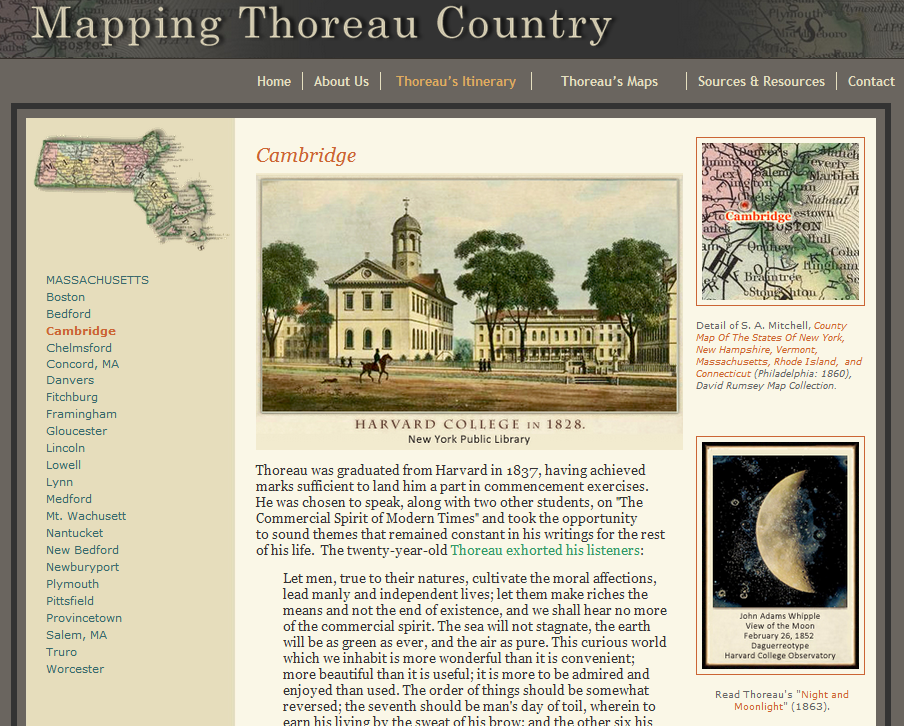 Mapping Thoreau Country
Home
About Us
Thoreau's Itinerary
Thoreau's Maps
Sources & Resources
Contact
MASSACHUSETTS
Boston
Bedford
Cambridge
Chelmsford
Concord, MA
Danvers
Fitchburg
Framingham
Gloucester
Lincoln
Lowell
Lynn
Medford
Mt. Wachusett
Nantucket
New Bedford
Newburyport
Plymouth
Pittsfield
Provincetown
Salem, MA
Truro
Worcester
Cambridge
HARVARD COLLEGE IN 1828.
New York Public Library
Thoreau was graduated from Harvard in 1837, having achieved
marks sufficient to land him a part in commencement exercises.
He was chosen to speak, along with two other students, on "The
Commercial Spirit of Modern Times" and took the opportunity
to sound themes that remained constant in his writings for the rest
of his life.  The twenty-year-old Thoreau exhorted his listeners:
Let men, true to their natures, cultivate the moral affections,
lead manly and independent lives; let them make riches the
means and not the end of existence, and we shall hear no more
of the commercial spirit. The sea will not stagnate, the earth
will be as green as ever, and the air as pure. This curious world
which we inhabit is more wonderful than it is convenient;
more beautiful than it is useful; it is more to be admired and
enjoyed than used. The order of things should be somewhat
reversed; the seventh should be man's day of toil, wherein to
earn his living by the sweat of his brow; and the other six his
Danvers
Beverly
Salem
Marbleh
Lynn
Nahant
Cambridge
BOSTON
Hull
Quincy
Hingham
Braintree
Detail of S. A. Mitchell, County
Map Of The States Of New York,
New Hampshire, Vermont,
Massachusetts, Rhode Island, and
Connecticut (Philadelphia: 1860),
David Rumsey Map Collection.
John Adams Whipple
View of the Moon
February 26, 1852
Daguerreotype
Harvard College Observatory
Read Thoreau's "Night and
Moonlight" (1863).